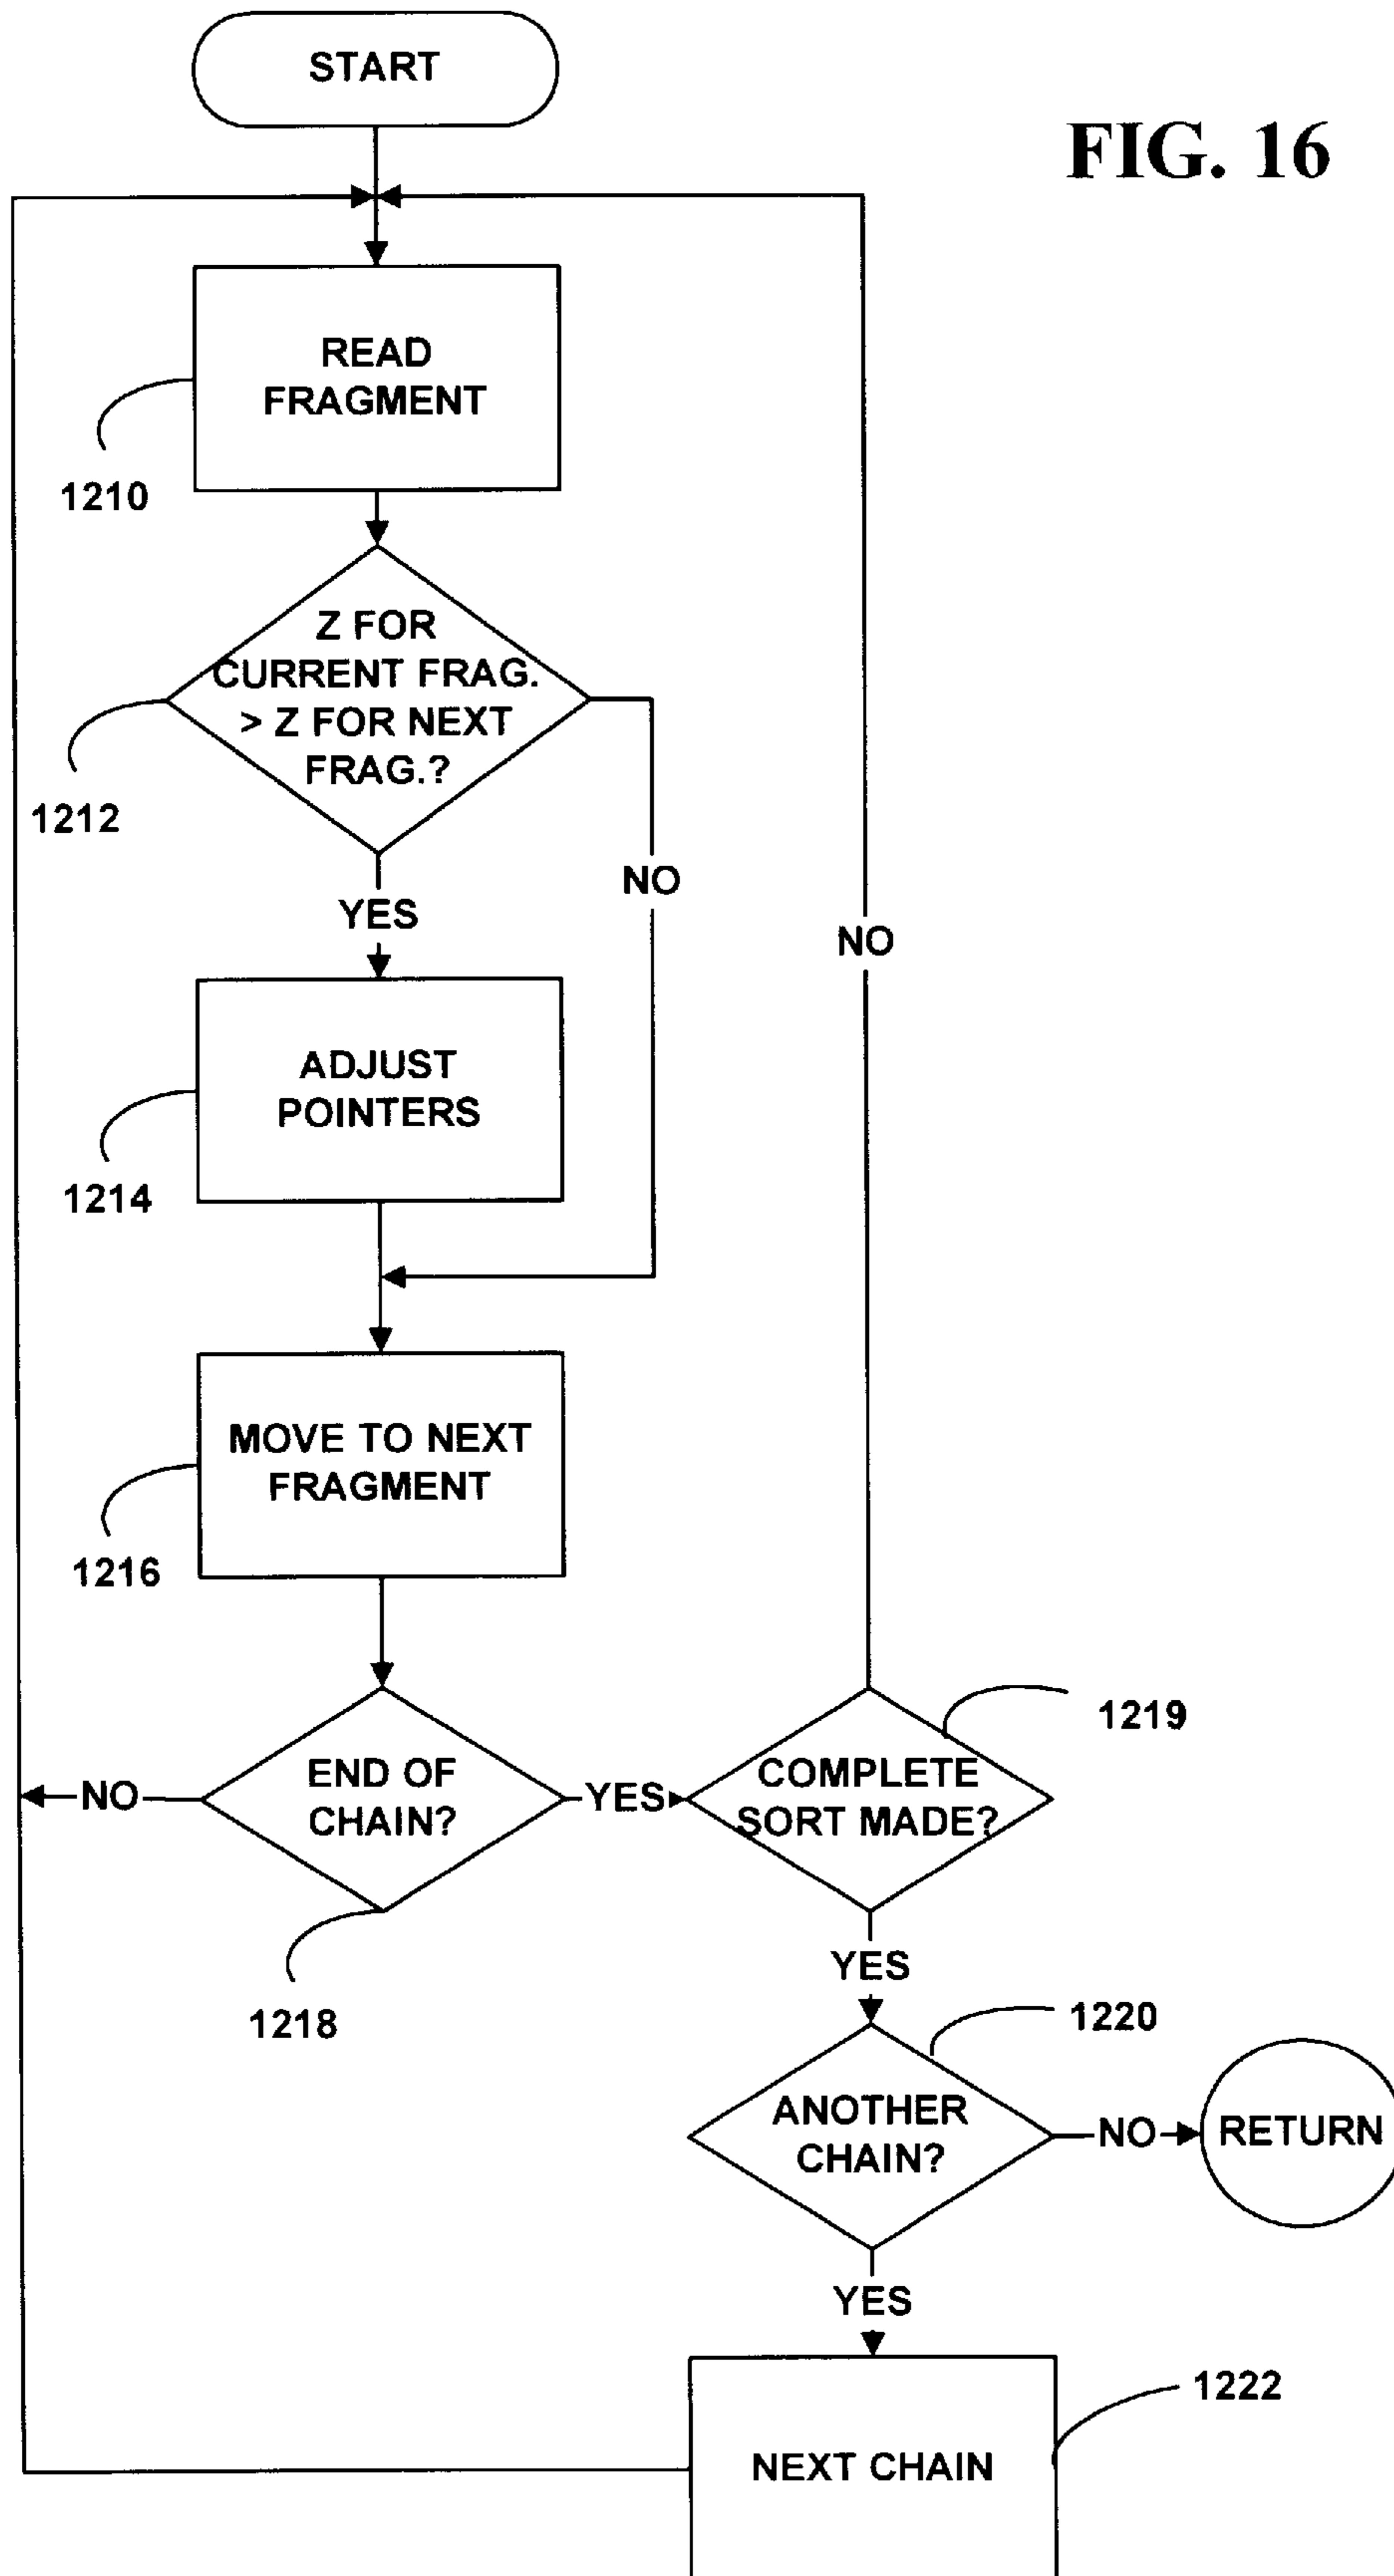 START
FIG. 16
READ
FRAGMENT
1210
Z FOR
CURRENT FRAG.
> Z FOR NEXT
FRAG.?
1212
NO
YES
NO
ADJUST
POINTERS
1214
MOVE TO NEXT
FRAGMENT
1216
1219
END OF
CHAIN?
NO
YES
COMPLETE
SORT MADE?
1218
YES
1220
ANOTHER
CHAIN?
NO
RETURN
YES
1222
NEXT CHAIN